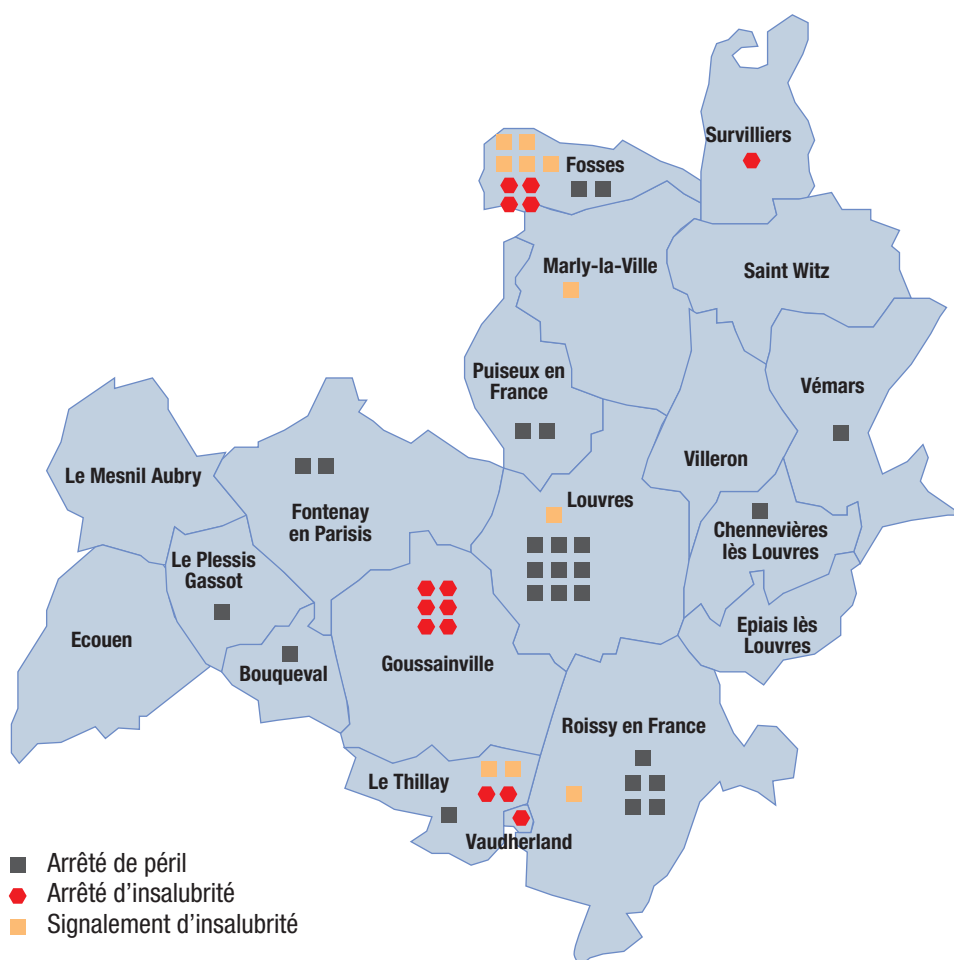 Survilliers
Fosses
Marly-la-Ville
Saint Witz
Puiseux en
France
Vémars
Le Mesnil Aubry
Villeron
Louvres
Fontenay
en Parisis
Chennevières
lès Louvres
Le Plessis
Gassot
Ecouen
Epiais lès
Louvres
Bouqueval
Goussainville
Roissy en France
Le Thillay
Vaudherland
Arrêté de péril
Arrêté d'insalubrité
Signalement d'insalubrité